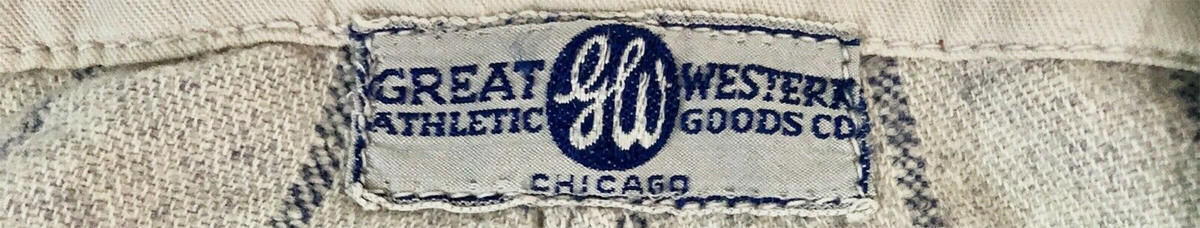 GREAT GW WESTERN
ATHLETIC GOODS CO
CHICAGO